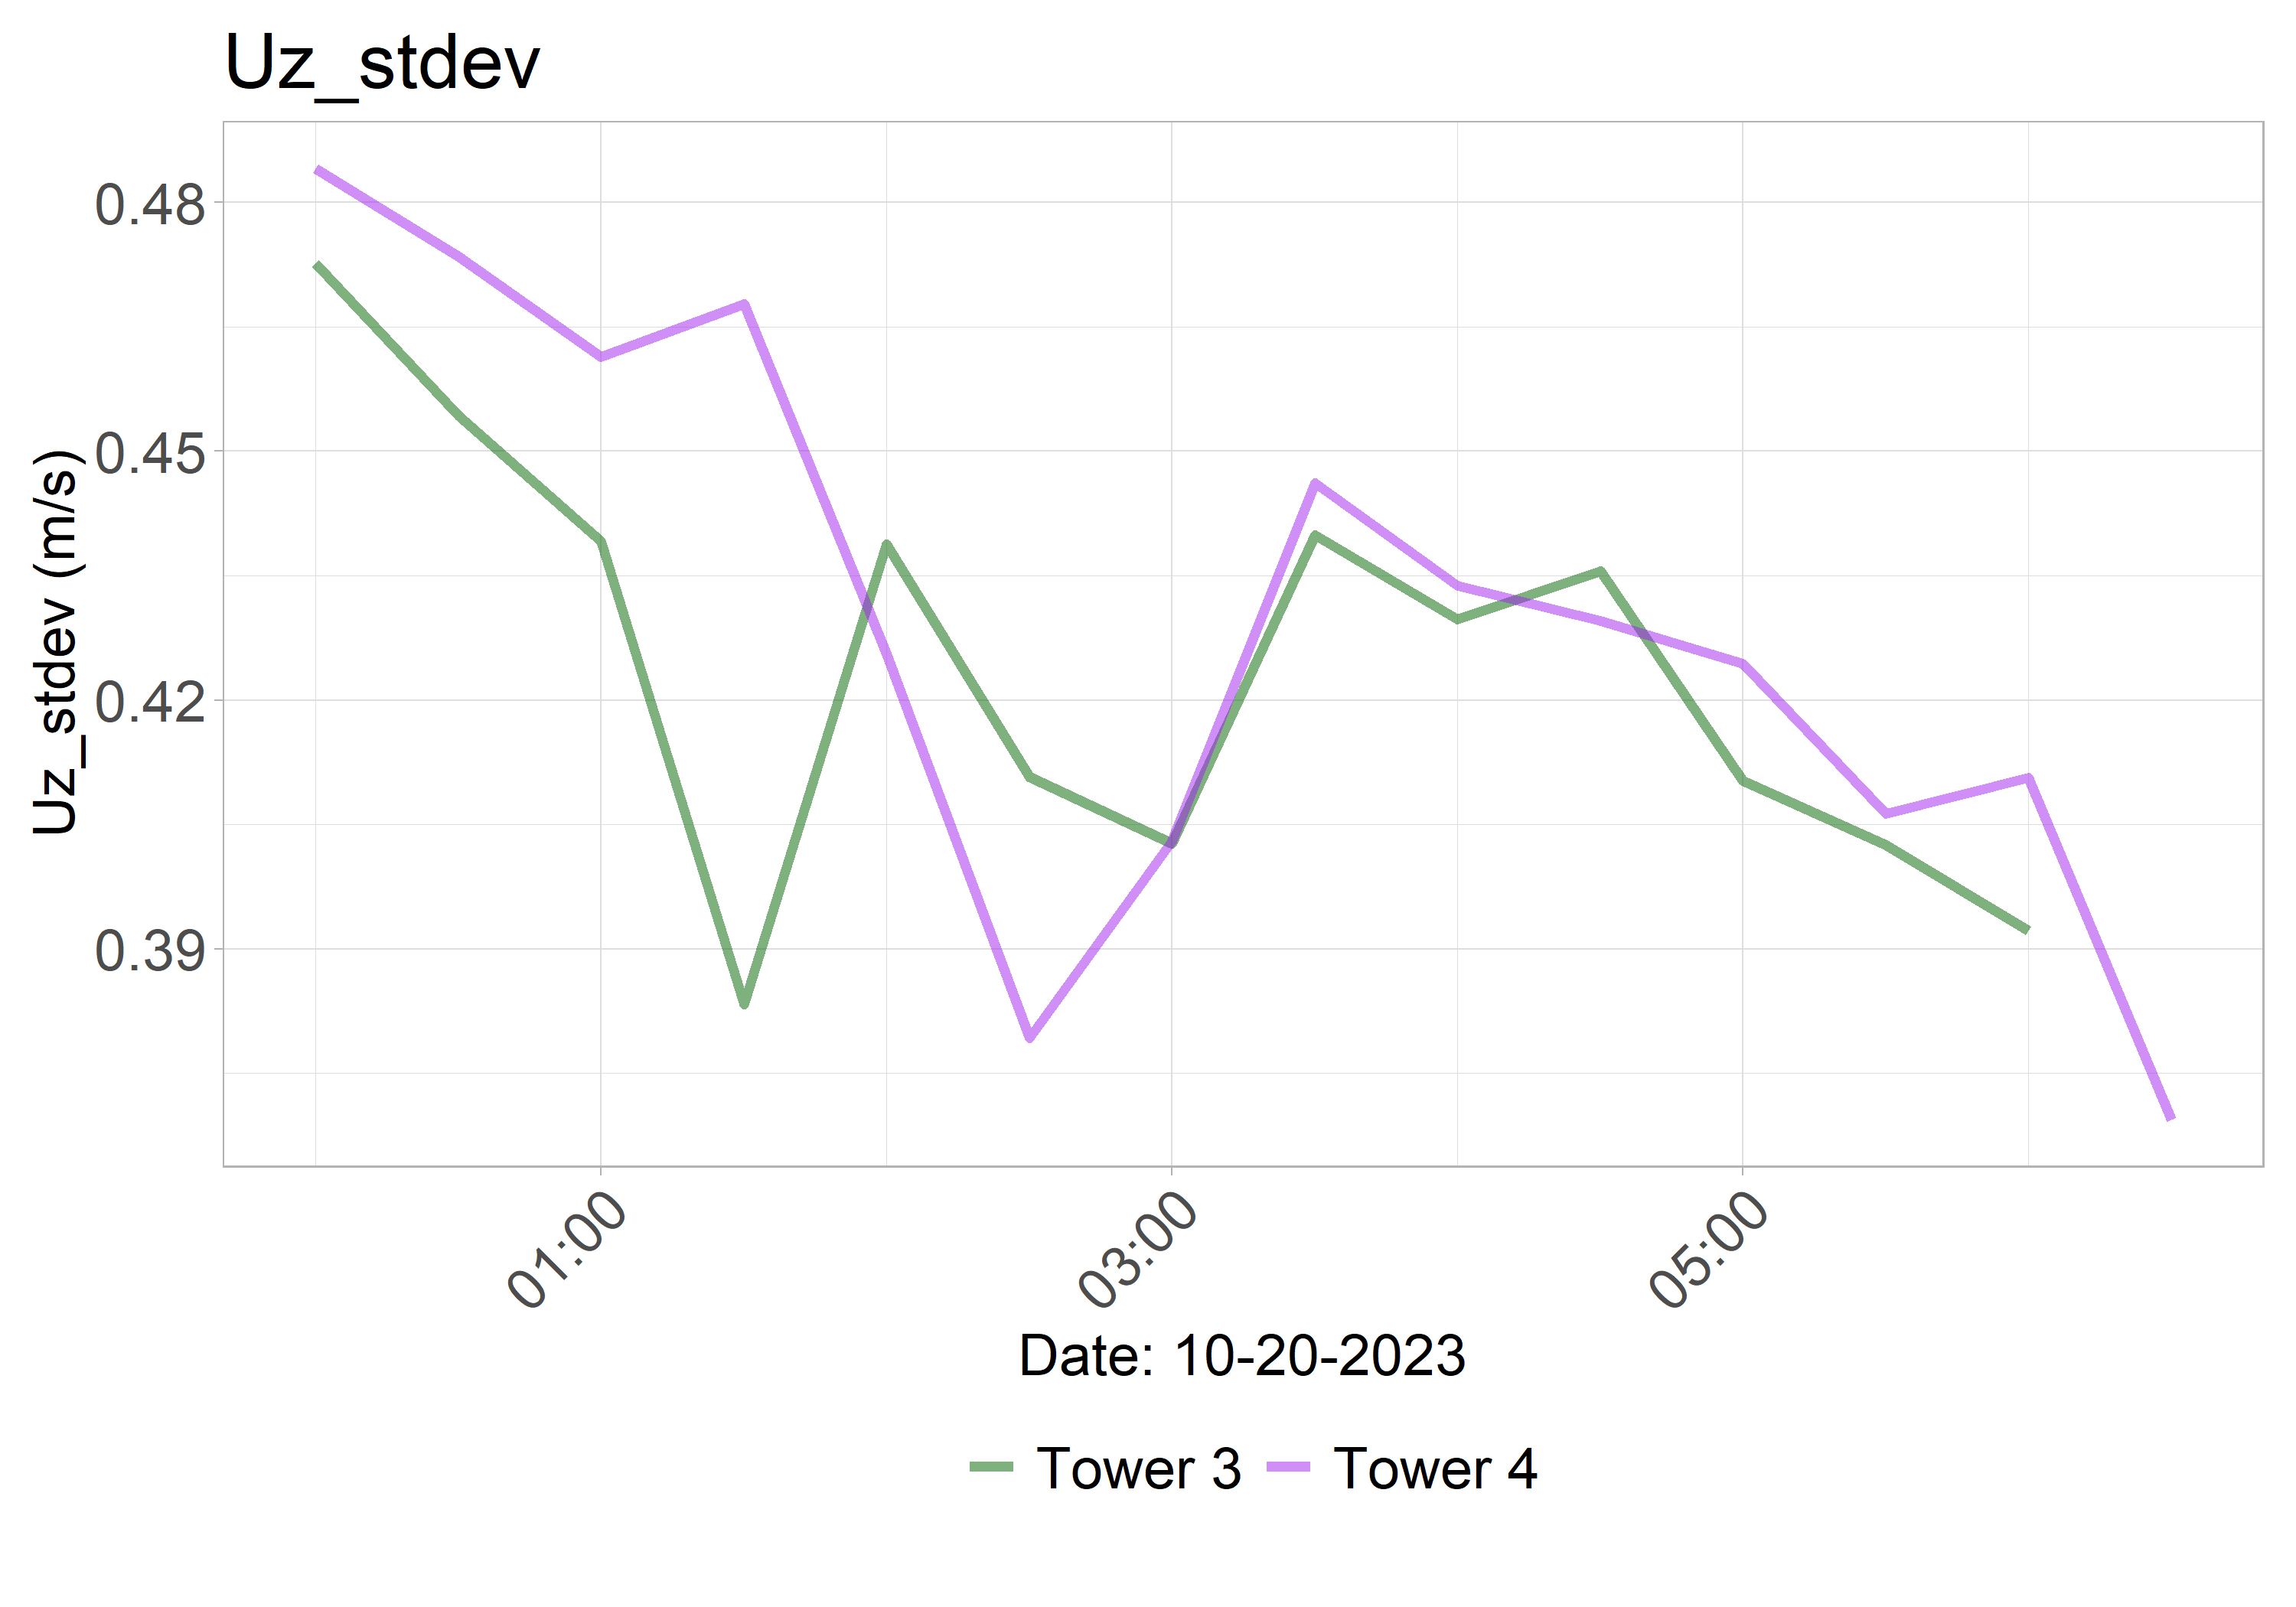 Uz_stdev
Uz_stdev (m/s)
0.48
0.45
0.42
0.39
01:00 03:00 05:00
Date: 10-20-2023
Tower 3 Tower 4